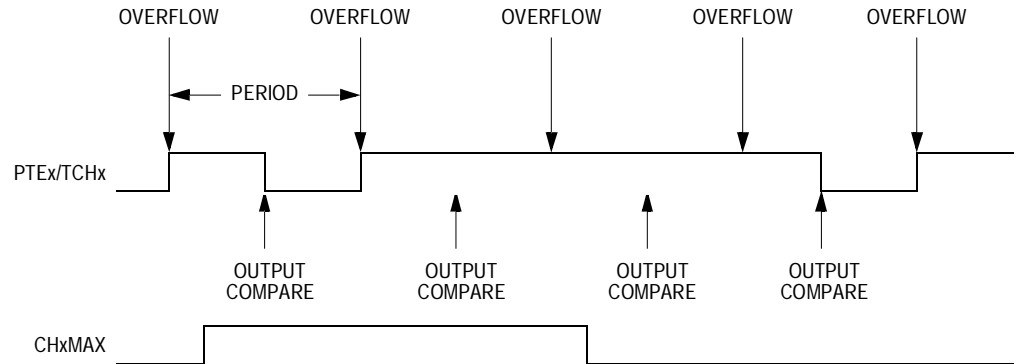 OVERFLOW OVERFLOW OVERFLOW OVERFLOW OVERFLOW
PERIOD
PTEx/TCHx
OUTPUT COMPARE
OUTPUT COMPARE
OUTPUT COMPARE
OUTPUT COMPARE
CHxMAX